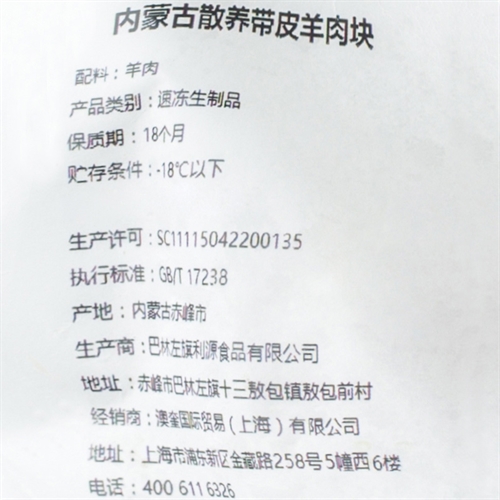 内蒙古散养带皮羊肉块
配料：羊肉
产品类别：速冻生制品
保质期：18个月
贮存条件：-18℃以下
生产许可：SC11115042200135
执行标准：GB/T 17238
产地：内蒙古赤峰市
生产商：巴林左旗利源食品有限公司
地址：赤峰市巴林左旗十三敖包镇敖包前村
经销商：澳奎国际贸易（上海）有限公司
地址：上海市浦东新区金藏路258号5幢西6楼
电话：400 611 6326